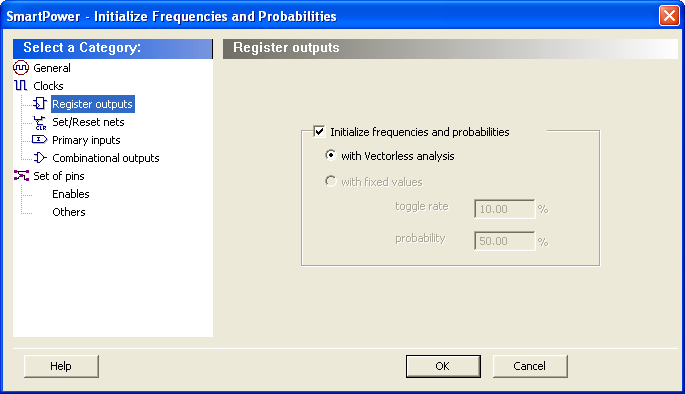 SmartPower - Initialize Frequencies and Probabilities
Select a Category:
General
Clocks
Register outputs
Set/Reset nets
CLR
Primary inputs
Combinational outputs
Set of pins
Enables
Others
Register outputs
Initialize frequencies and probabilities
with Vectorless analysis
with fixed values
toggle rate 10.00 %
probability 50.00 %
Help OK Cancel